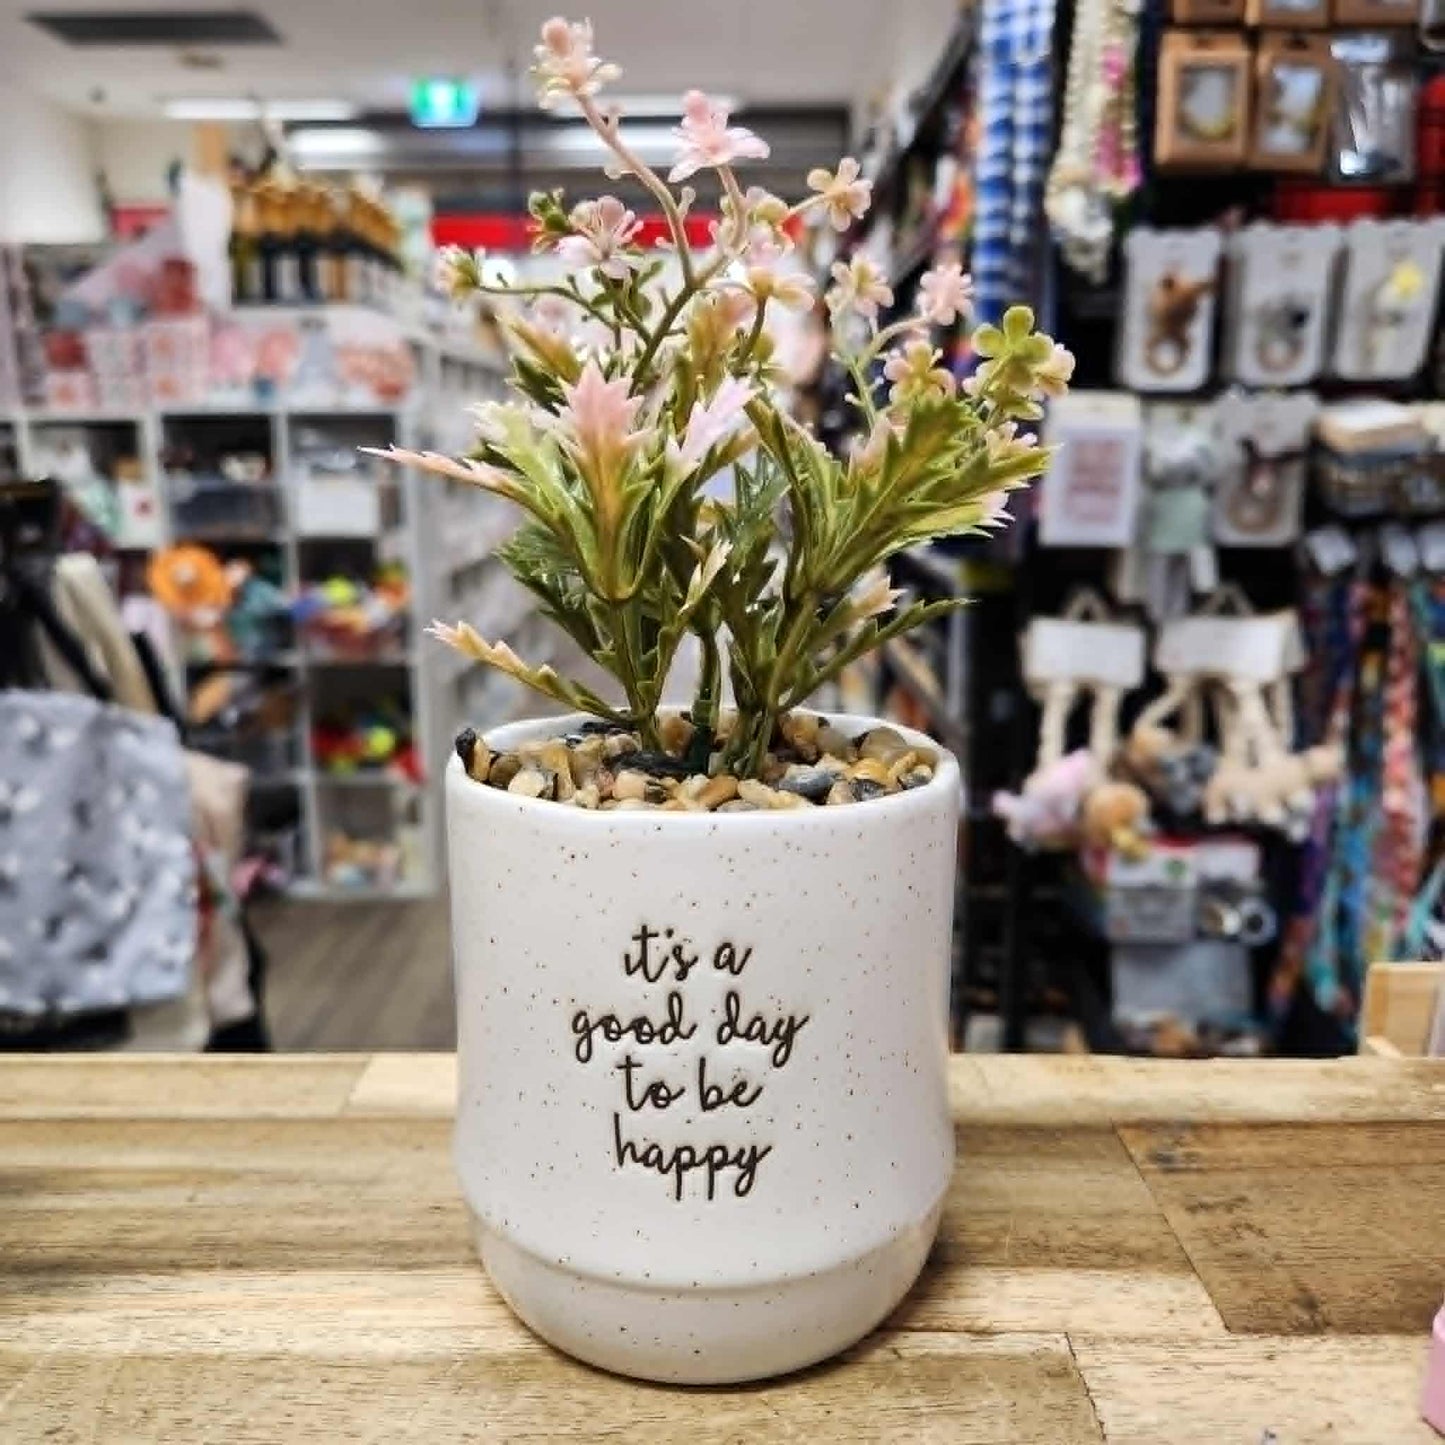 it's a
good day
to be
happy